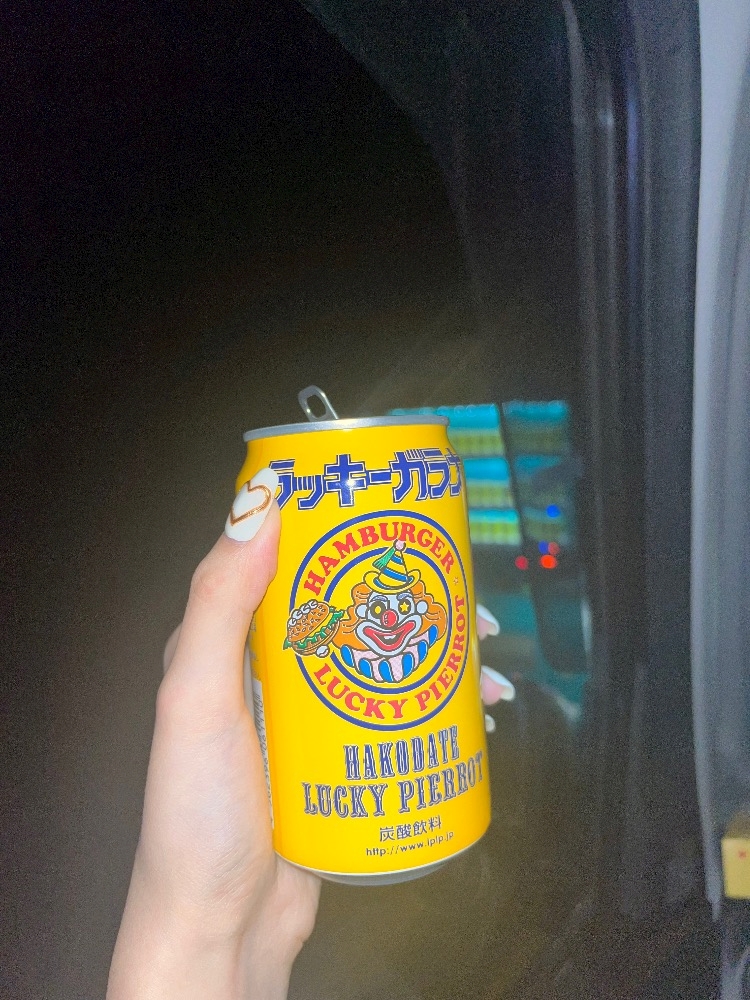 ラッキーガラナ
HAMBURGER
LUCKY PIERROT
HAKODATE
LUCKY PIERROT
炭酸飲料
http://www.lplp.jp